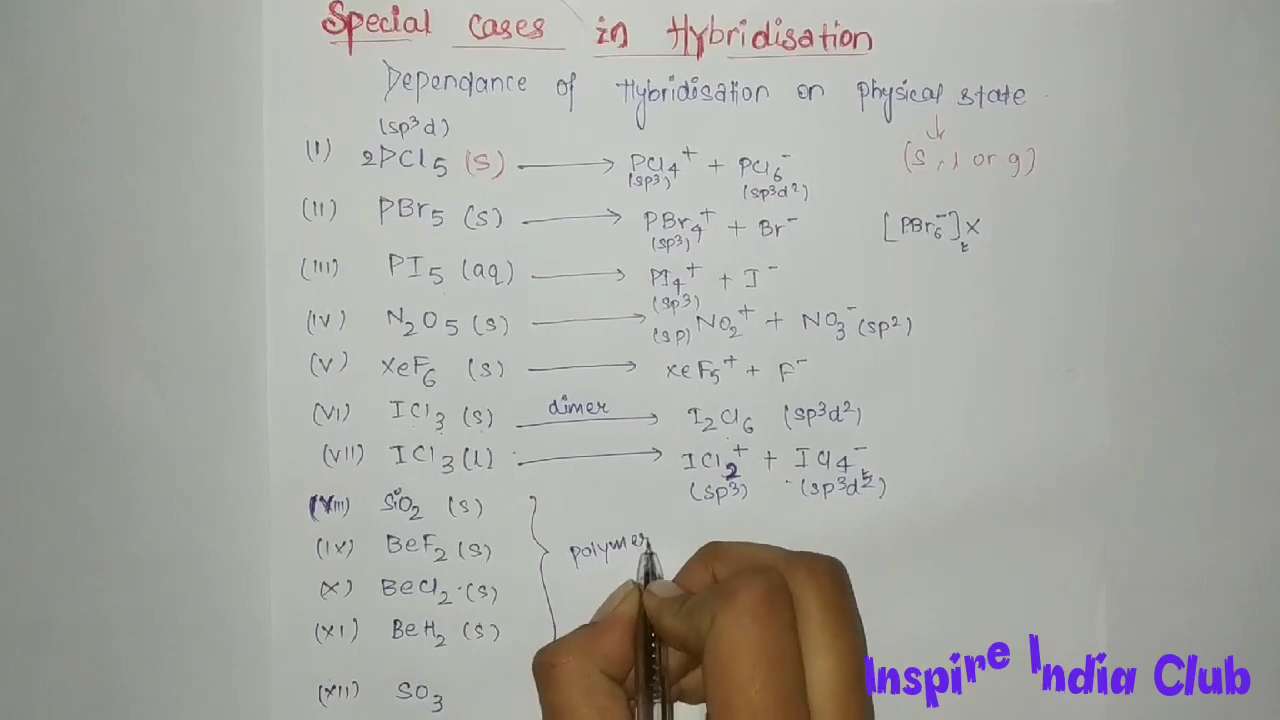 Special cases in Hybridisation
Dependance of Hybridisation on physical state
(s, l or g)
(sp³d)
(I) 2PCl₅ (s) ⟶ PCl₄⁺ + PCl₆⁻
(sp3) (sp3d²)
(II) PBr₅ (s) ⟶ PBr₄⁺ + Br⁻ [PBr₆⁻]x
(sp3)
(III) PI₅ (aq) ⟶ PI₄⁺ + I⁻
(sp3)
(IV) N₂O₅ (s) ⟶ (sp) NO₂⁺ + NO₃⁻ (sp2)
(V) XeF₆ (s) ⟶ XeF₅⁺ + F⁻
(VI) ICl₃ (s) dimer ⟶ I₂Cl₆ (sp3d²)
(VII) ICl₃ (l) ⟶ ICl₂⁺ + ICl₄⁻
(sp3) (sp3d²)
(VIII) SiO₂ (s)
(IX) BeF₂ (s)
polymer
(X) BeCl₂ (s)
(XI) BeH₂ (s)
(XII) SO₃
Inspire India Club